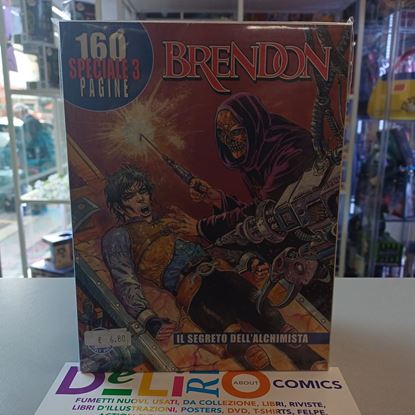 160
SPECIALE 3
PAGINE
BRENDON
IL SEGRETO DELL'ALCHIMISTA
€ 6.80
DELIRIO
ABOUT
COMICS
FUMETTI NUOVI, USATI, DA COLLEZIONE, LIBRI, RIVISTE,
LIBRI D'ILLUSTRAZIONI, POSTERS, DVD, T-SHIRTS, FELPE,